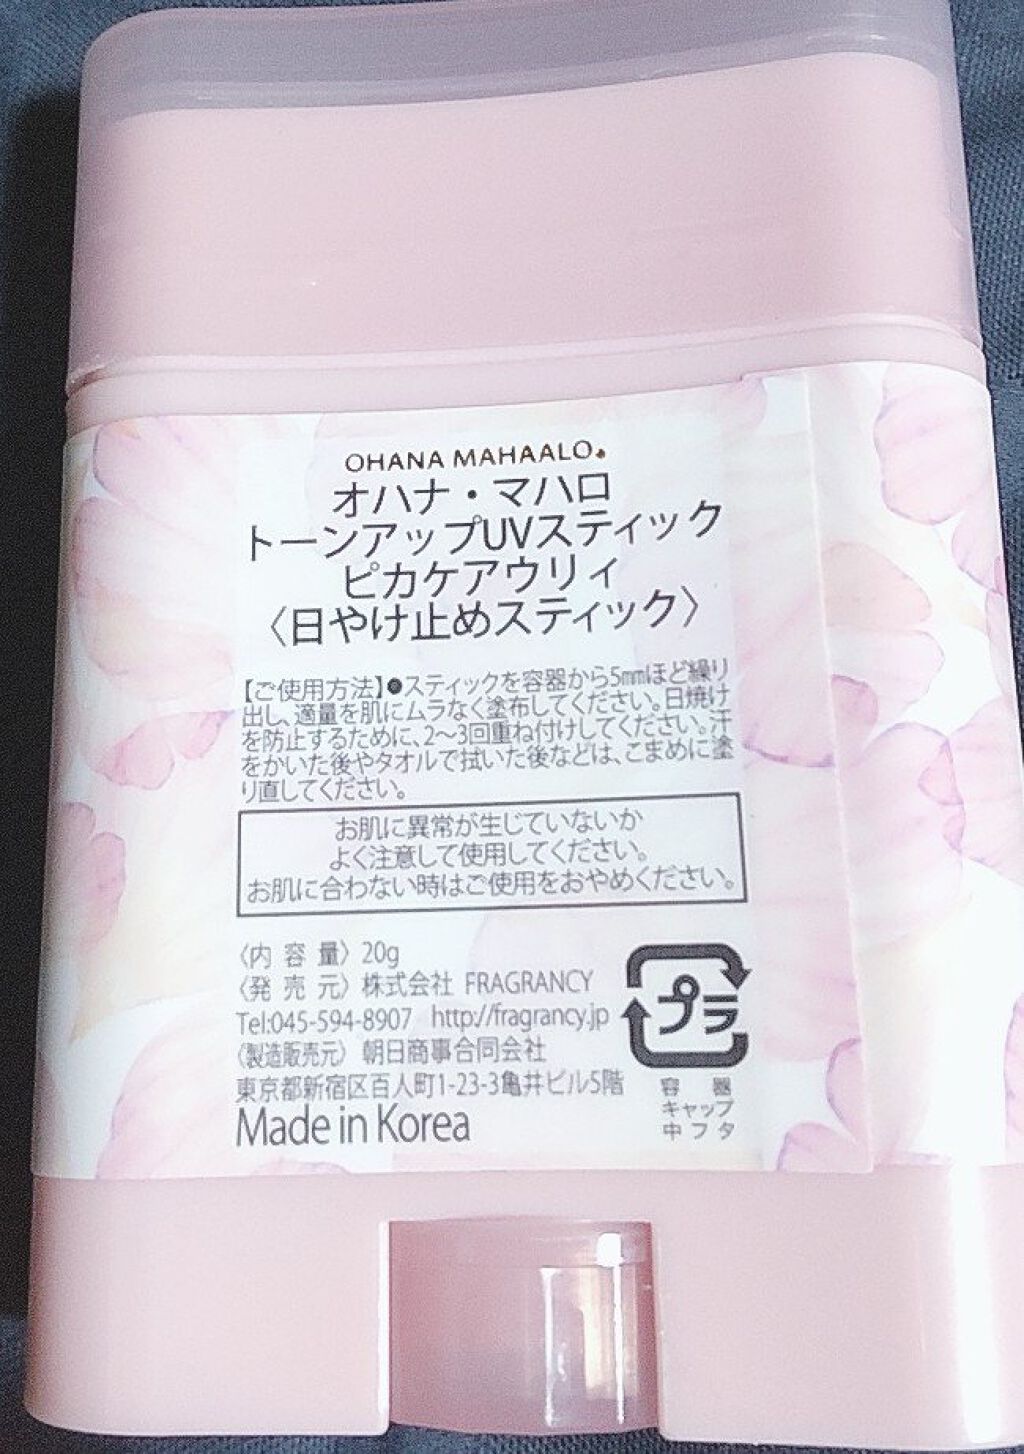 OHANA MAHAALO
オハナ・マハロ
トーンアップUVスティック
ピカケアウリィ
〈日やけ止めスティック〉
【ご使用方法】●スティックを容器から5mmほど繰り
出し、適量を肌にムラなく塗布してください。日焼け
を防止するために、2～3回重ね付けしてください。汗
をかいた後やタオルで拭いた後などは、こまめに塗
り直してください。
お肌に異常が生じていないか
よく注意して使用してください。
お肌に合わない時はご使用をおやめください。
〈内 容 量〉 20g
〈発 売 元〉 株式会社 FRAGRANCY
Tel:045-594-8907 http://fragrancy.jp
〈製造販売元〉 朝日商事合同会社
東京都新宿区百人町1-23-3亀井ビル5階
Made in Korea
プラ
容 器
キャップ
中フタ